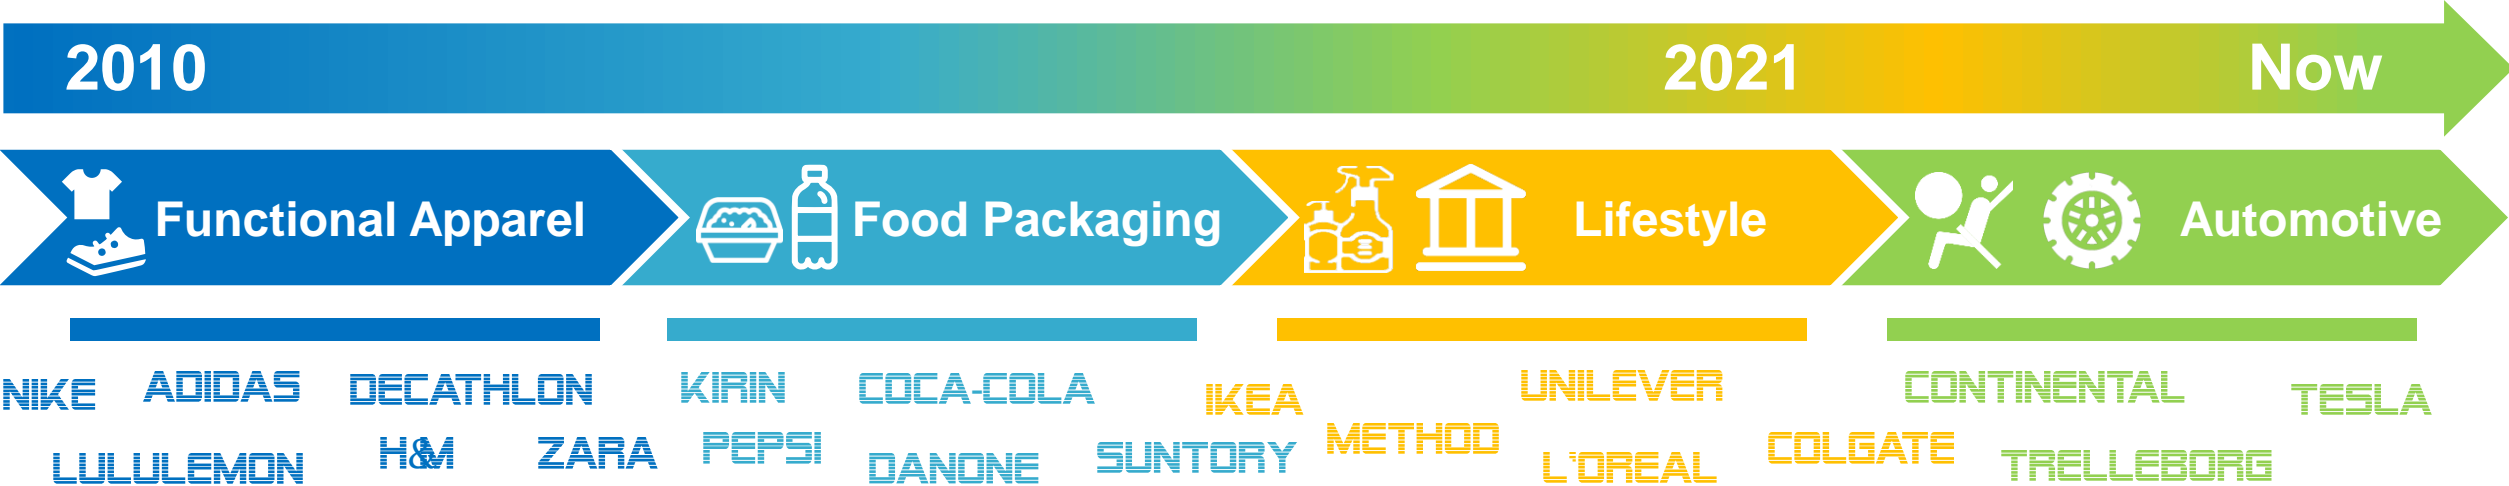 2010 2021 Now
Functional Apparel Food Packaging Lifestyle Automotive
NIKE ADIDAS DECATHLON
LULULEMON H&M ZARA
KIRIN COCA-COLA
PEPSI DANONE SUNTORY
IKEA UNILEVER
METHOD L'OREAL COLGATE
CONTINENTAL TESLA
TRELLEBORG